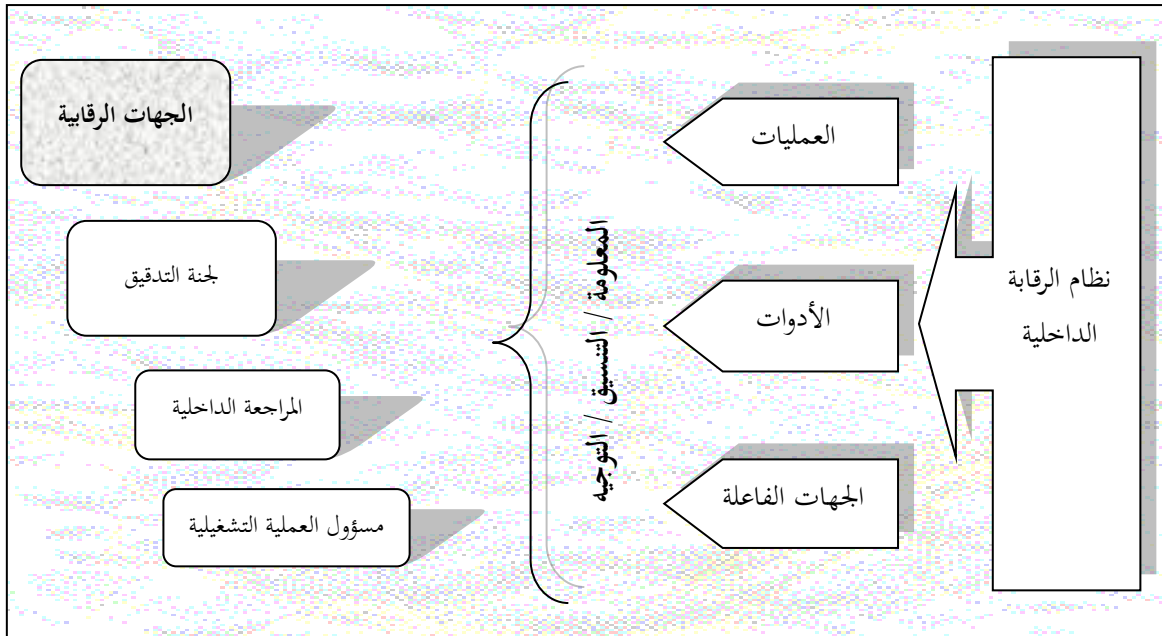 نظام الرقابة
الداخلية
العمليات
الأدوات
الجهات الفاعلة
المعلومة / التنسيق / التوجيه
الجهات الرقابية
لجنة التدقيق
المراجعة الداخلية
مسؤول العملية التشغيلية